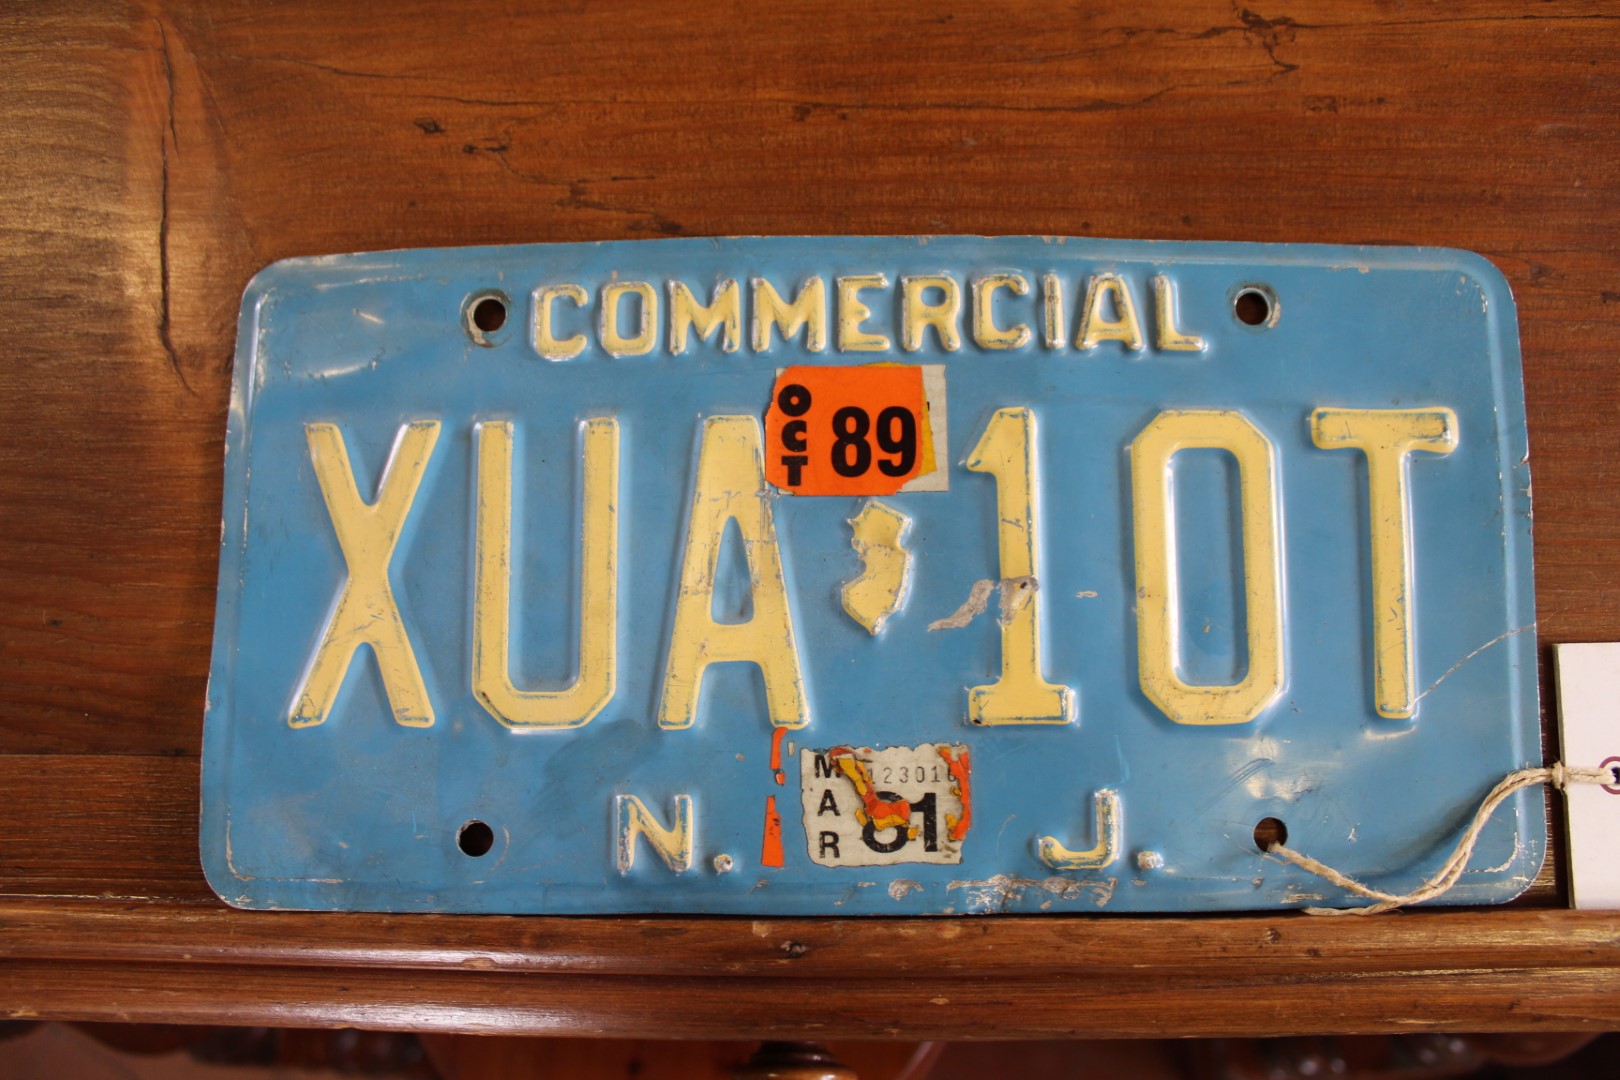 COMMERCIAL
OCT 89
XUA 10T
MAR 81
N. J.